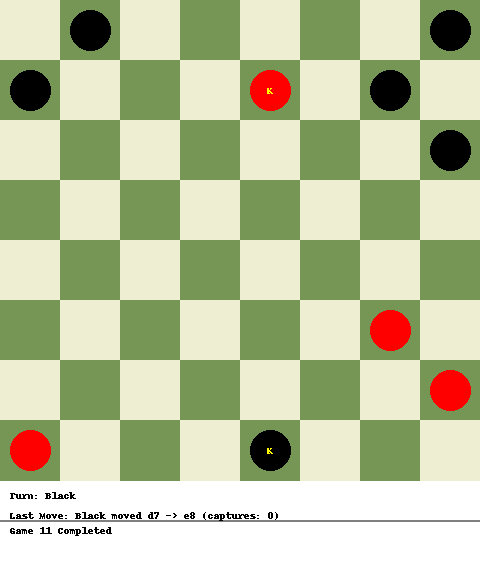 K
K
Turn: Black
Last Move: Black moved d7 -> e8 (captures: 0)
Game 11 Completed